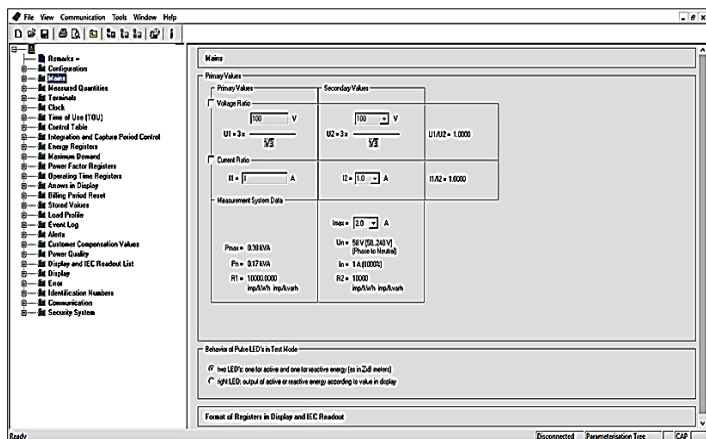 File View Communication Tools Window Help
Remarks -
Configuration
Mains
Measured Quantities
Terminals
Clock
Time of Use (TOU)
Control Table
Integration and Capture Period Control
Energy Registers
Maximum Demand
Power Factor Registers
Operating Time Registers
Arrows in Display
Billing Period Reset
Stored Values
Load Profile
Event Log
Alerts
Customer Compensation Values
Power Quality
Display and IEC Readout List
Display
Error
Identification Numbers
Communication
Security System
Mains
Primary Values
Primary Values Secondary Values
Voltage Ratio
100 V 100 V
U1 = 3 x U2 = 3 x U1/U2 = 1.0000
√3 √3
Current Ratio
I1 = 1 A I2 = 1.0 A I1/I2 = 1.0000
Measurement System Data
Imax = 2.0 A
Pmax = 0.38 kVA Un = 58 V (58..240 V)
(Phase to Neutral)
Pn = 0.17 kVA In = 1 A (1000%)
R1 = 10000.0000 R2 = 10000
imp/kWh imp/kvarh imp/kWh imp/kvarh
Behavior of Pulse LED's in Test Mode
two LED's: one for active and one for reactive energy (as in ZxB meters)
right LED: output of active or reactive energy according to value in display
Format of Registers in Display and IEC Readout
Ready Disconnected Parameterisation Tree CAP